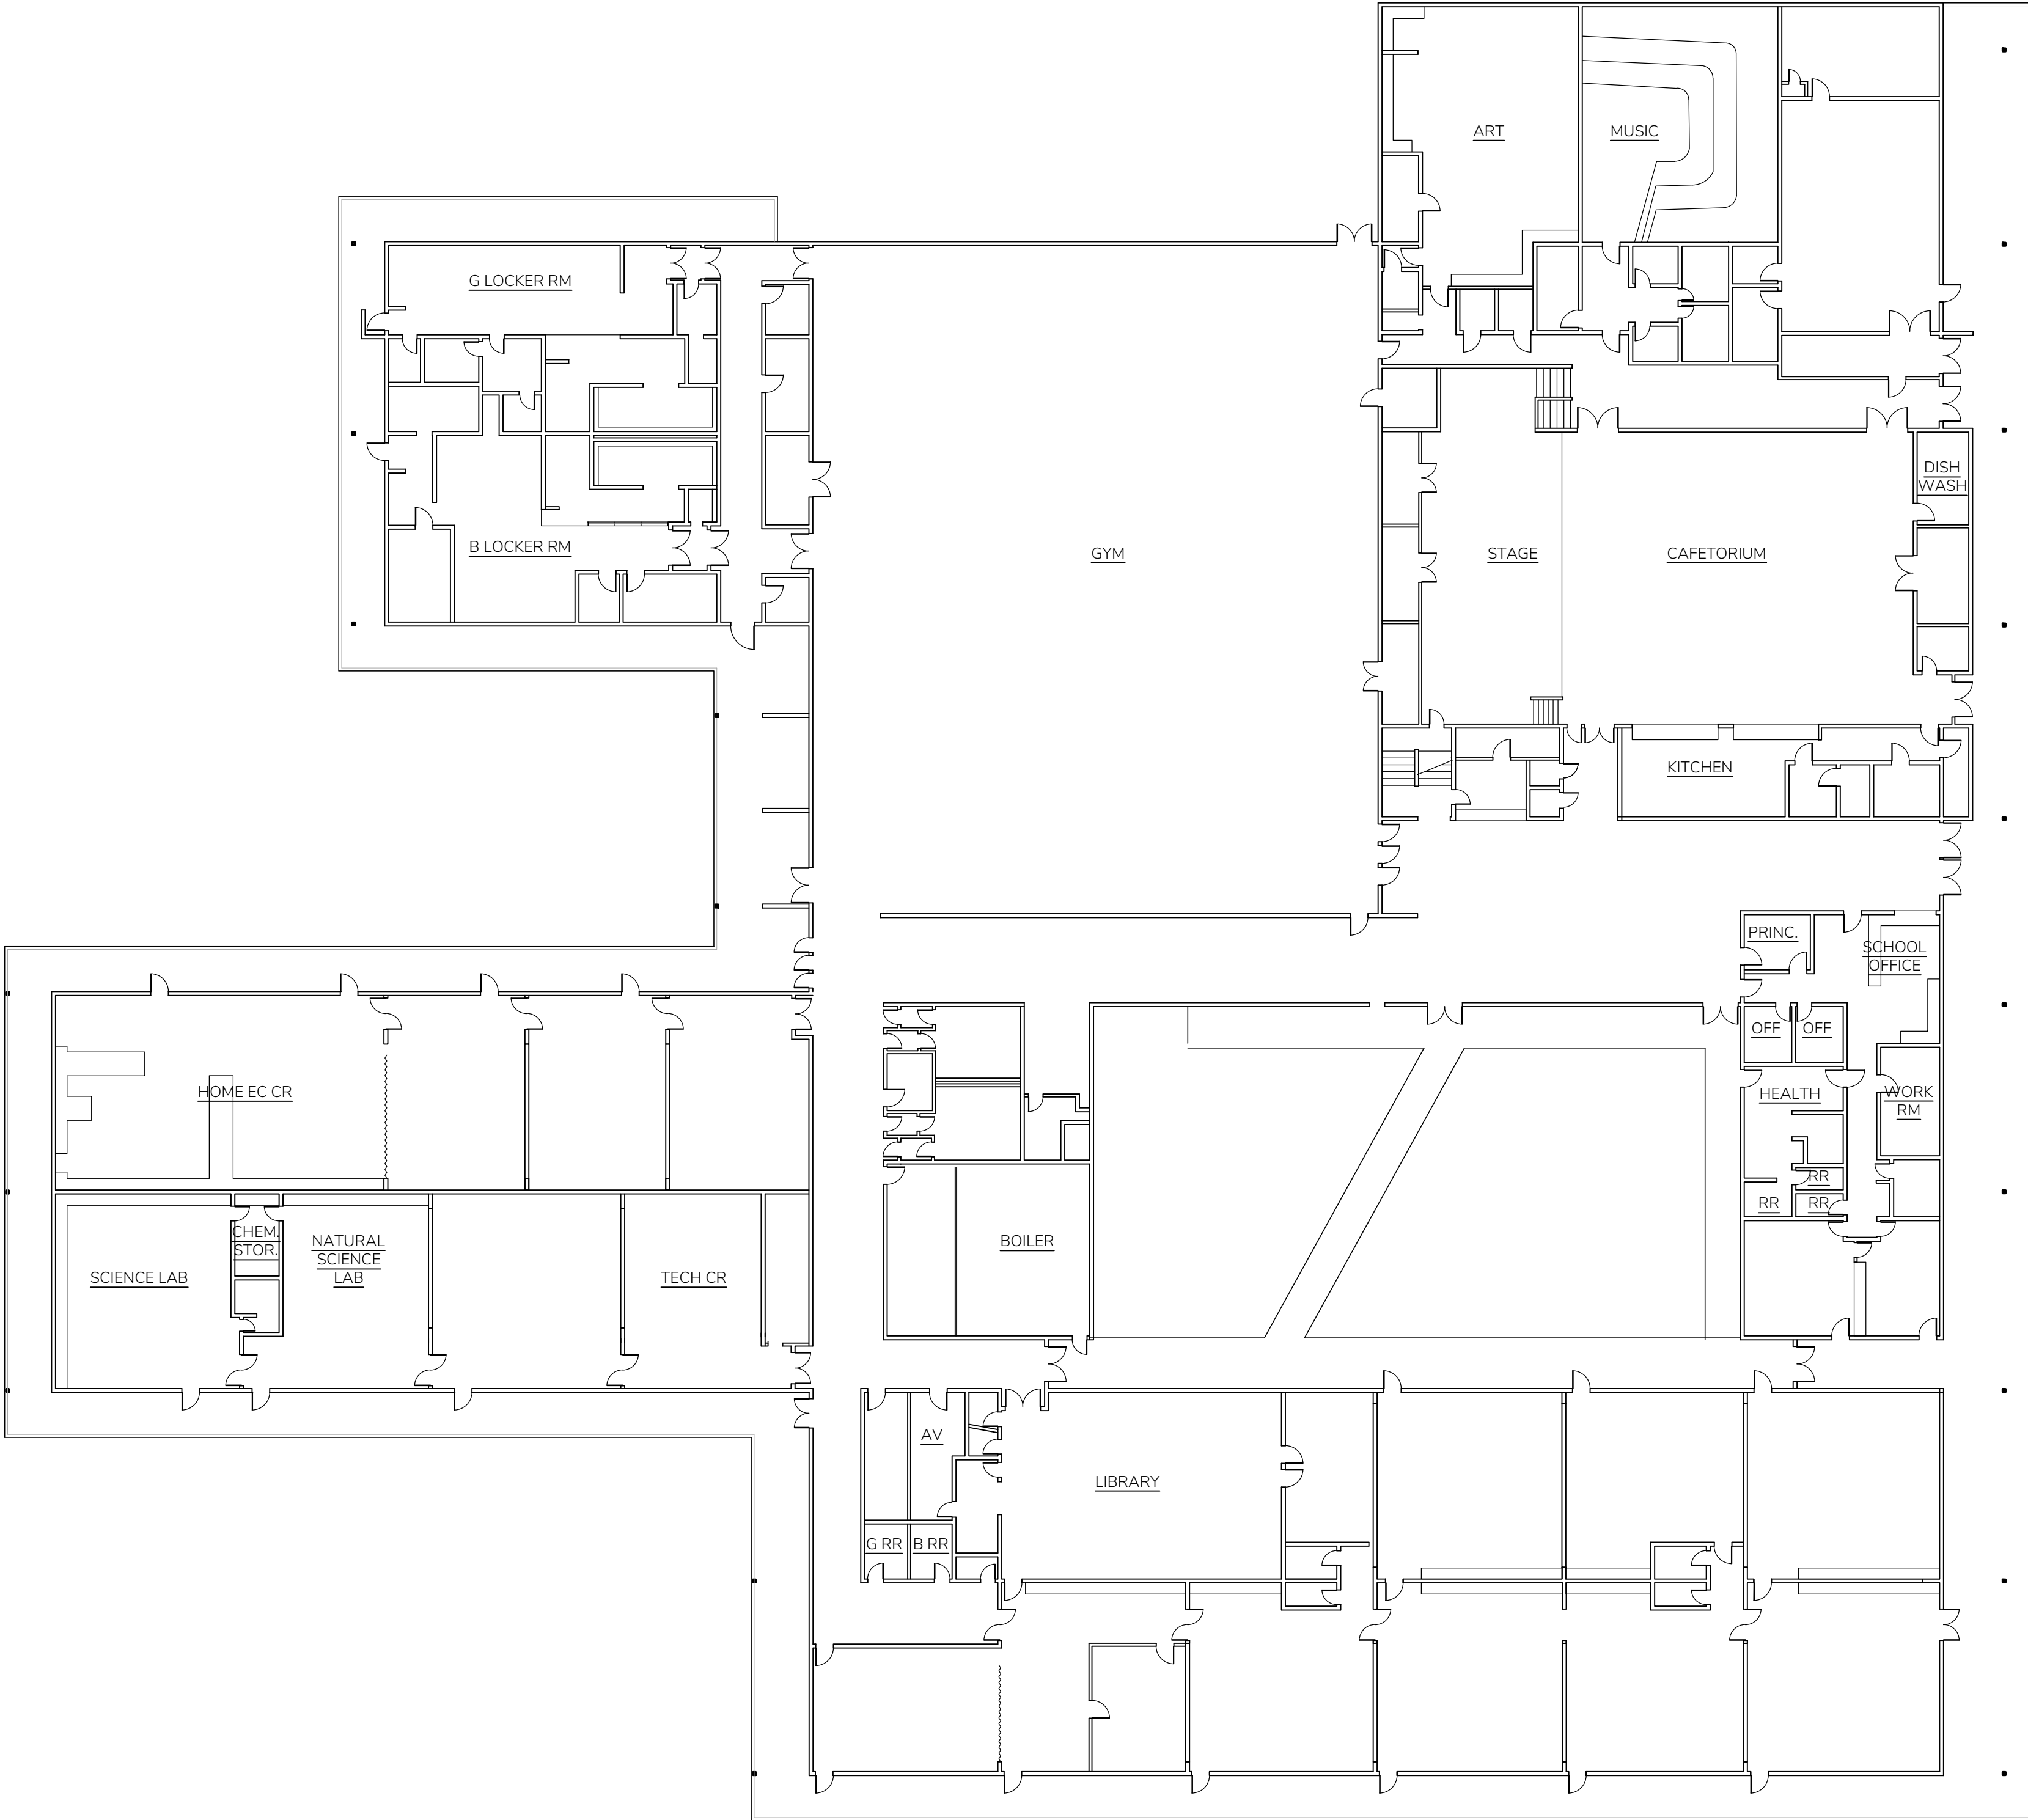 ART
MUSIC
G LOCKER RM
DISH
WASH
B LOCKER RM
GYM
STAGE
CAFETORIUM
KITCHEN
PRINC.
SCHOOL
OFFICE
OFF
OFF
HOME EC CR
HEALTH
WORK
RM
RR
RR
RR
CHEM.
STOR.
NATURAL
SCIENCE
LAB
BOILER
SCIENCE LAB
TECH CR
AV
LIBRARY
G RR
B RR